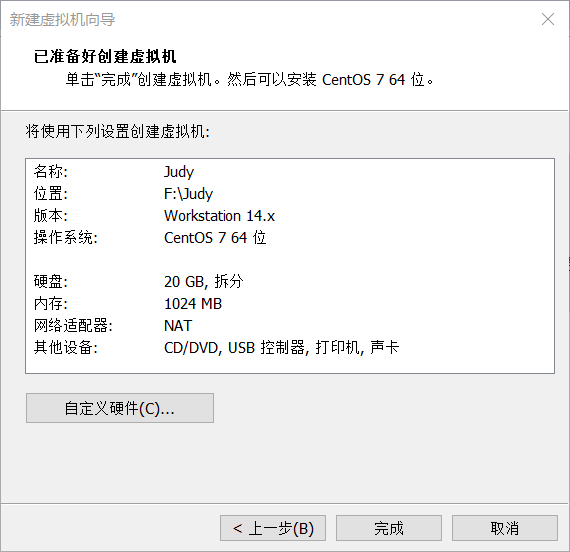 新建虚拟机向导
已准备好创建虚拟机
单击“完成”创建虚拟机。然后可以安装 CentOS 7 64 位。
将使用下列设置创建虚拟机:
名称: Judy
位置: F:\Judy
版本: Workstation 14.x
操作系统: CentOS 7 64 位
硬盘: 20 GB, 拆分
内存: 1024 MB
网络适配器: NAT
其他设备: CD/DVD, USB 控制器, 打印机, 声卡
自定义硬件(C)...
< 上一步(B) 完成 取消